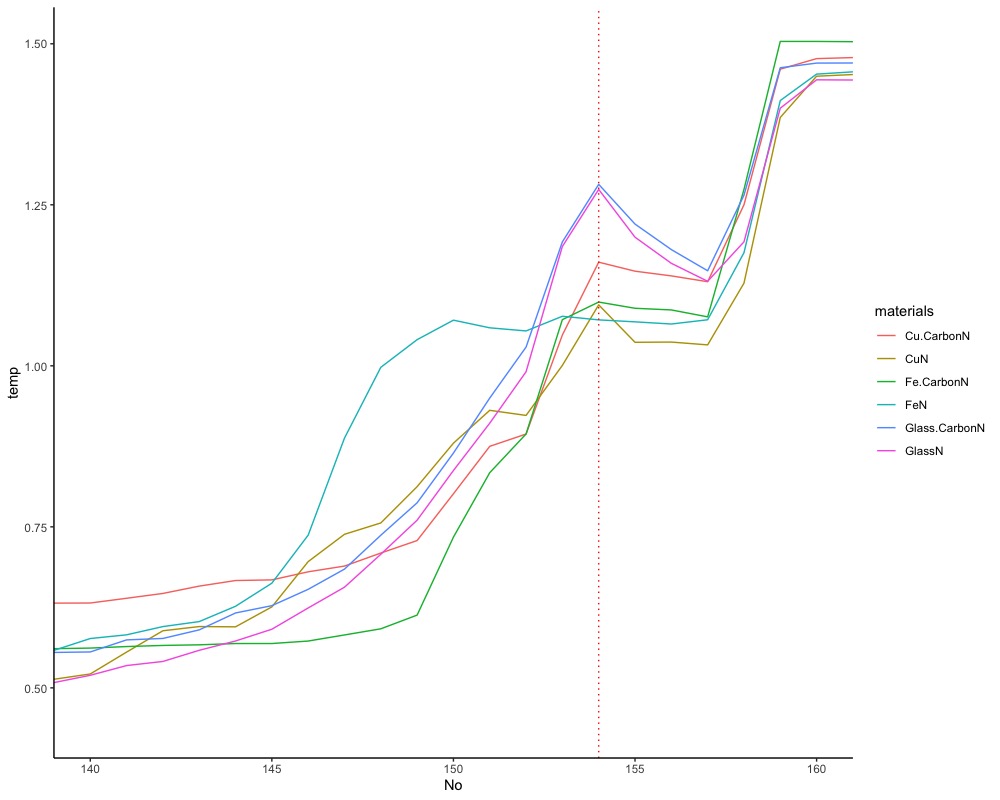 1.50
1.25
1.00
0.75
0.50
temp
140 145 150 155 160
No
materials
Cu.CarbonN
CuN
Fe.CarbonN
FeN
Glass.CarbonN
GlassN